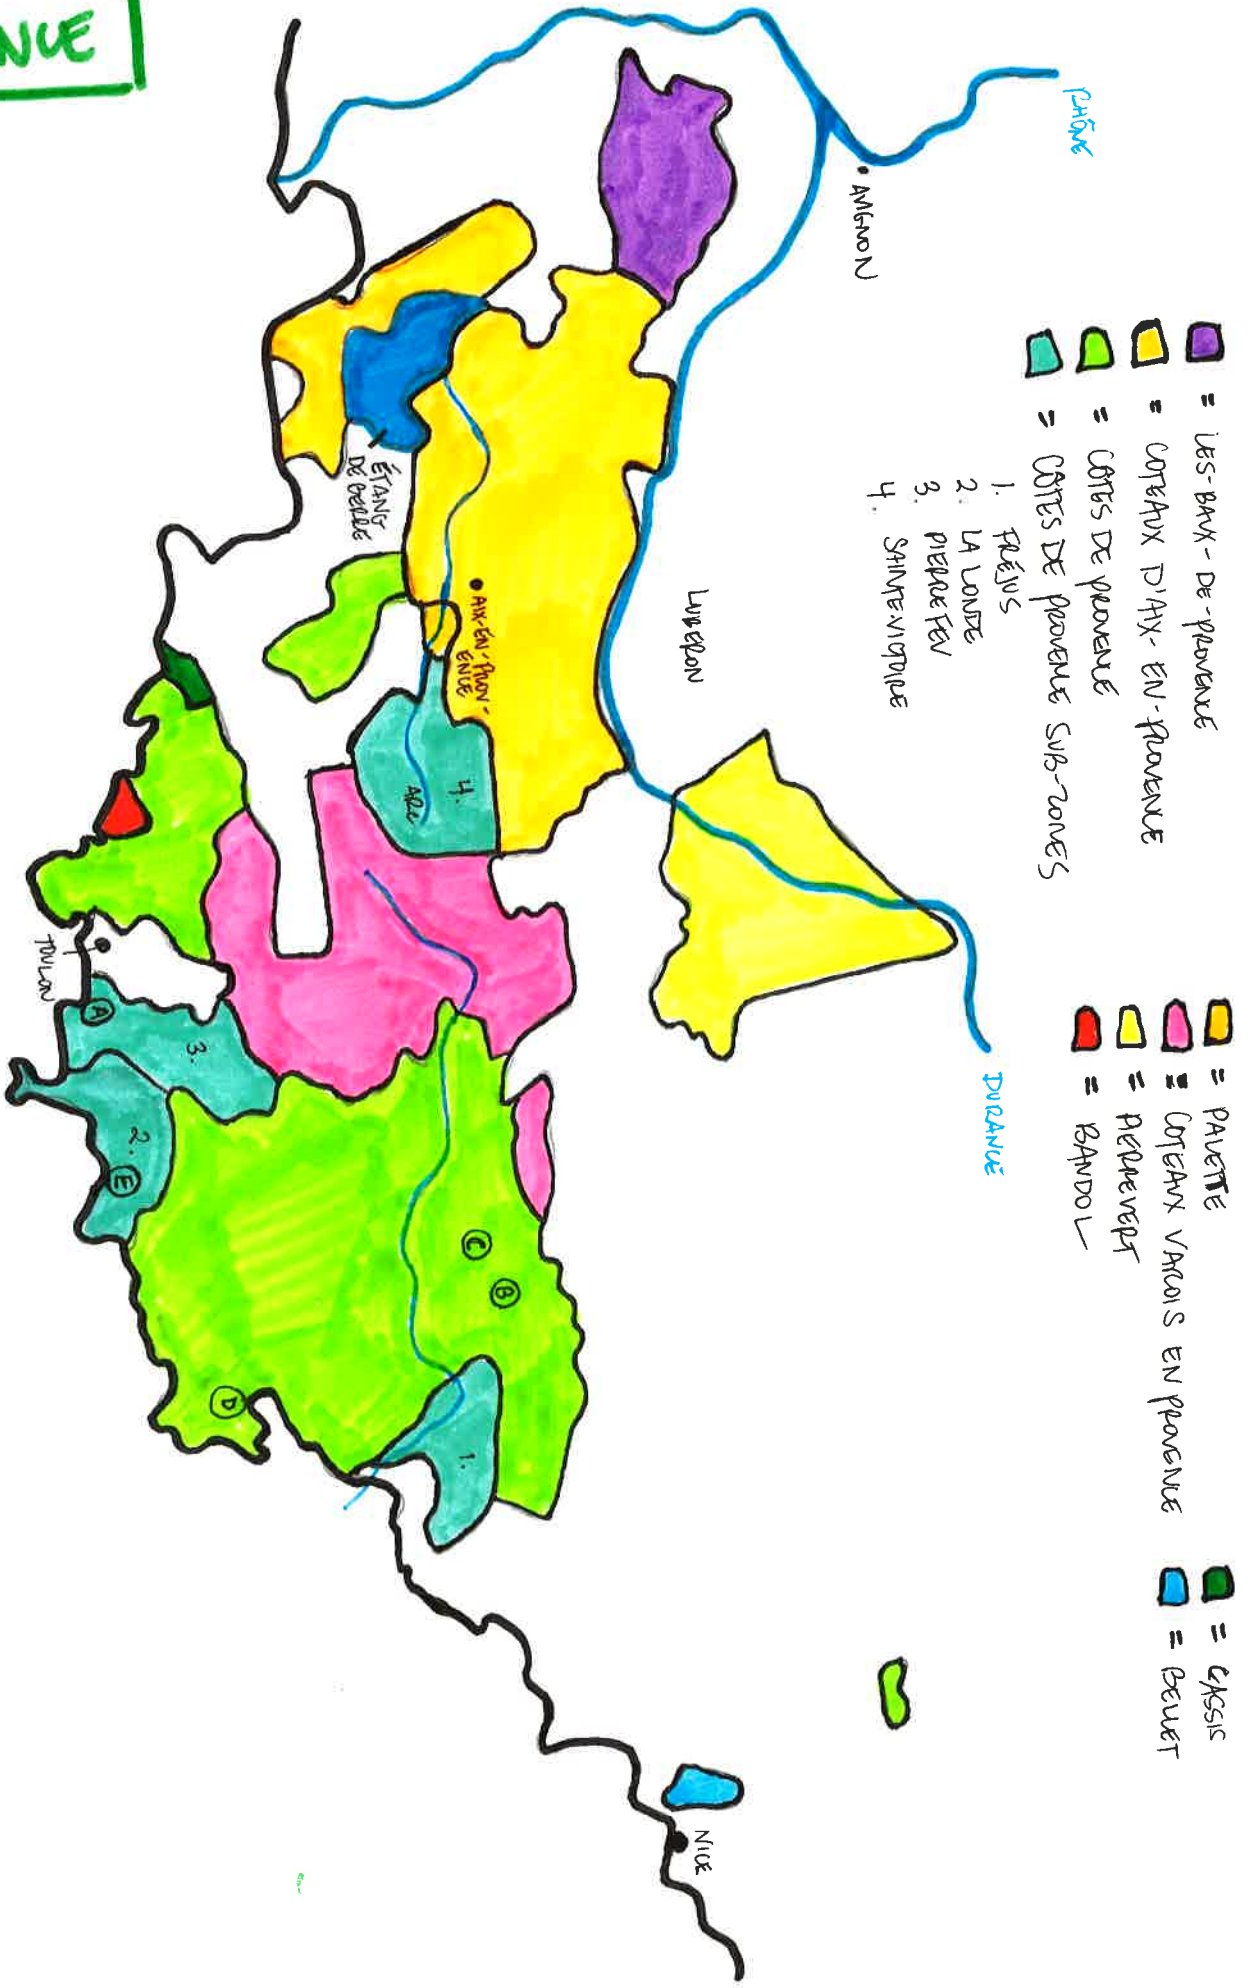 NCE
= LES-BAUX-DE-PROVENCE
= COTEAUX D'AIX-EN-PROVENCE
= CÔTES DE PROVENCE
= CÔTES DE PROVENCE SUB-ZONES
1. FRÉJUS
2. LA LONDE
3. PIERREFEU
4. SAINTE-VICTOIRE
= PALETTE
= COTEAUX VAROIS EN PROVENCE
= PIERREVERT
= BANDOL
= CASSIS
= BELLET
RHÔNE
AVIGNON
DURANCE
LUBERON
NICE
AIX-EN-PROV-
ENCE
ÉTANG
DE BERRE
4.
ARC
B
C
1.
D
3.
A
2.
E
TOULON